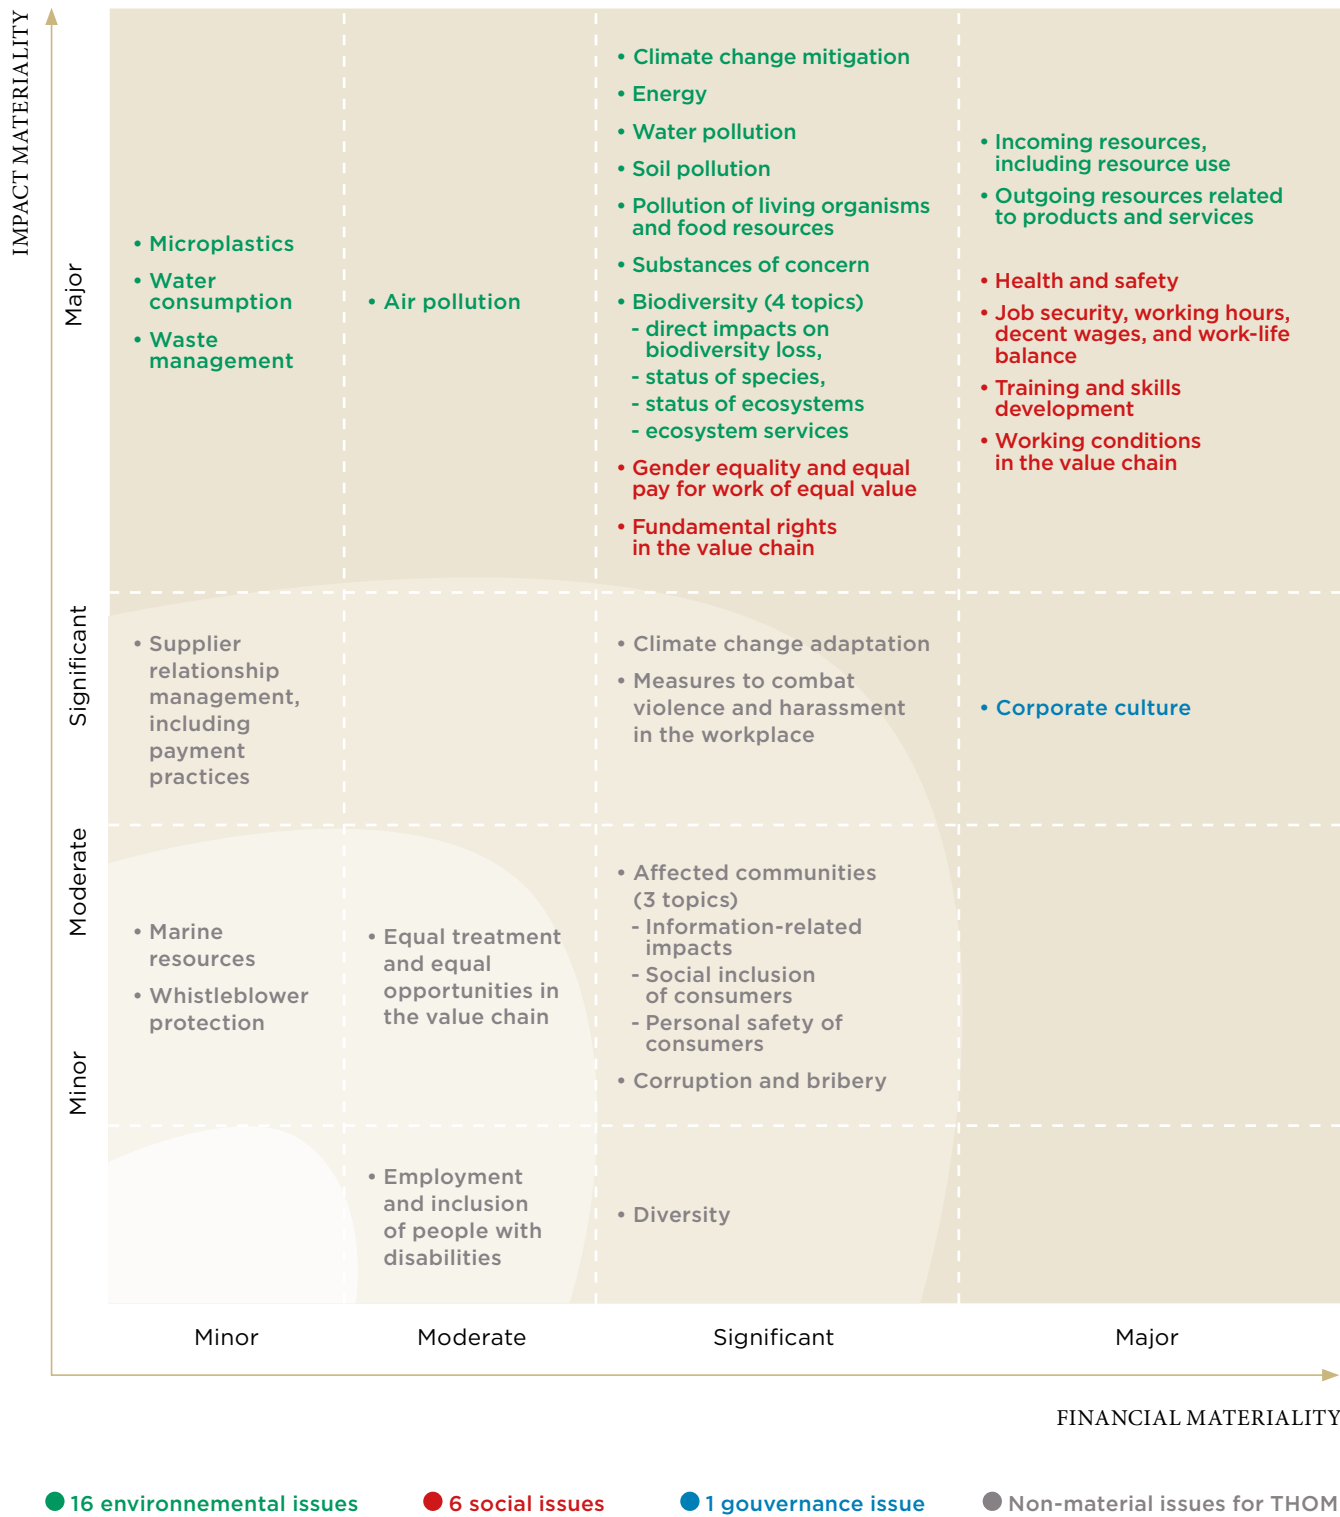 IMPACT MATERIALITY
Major
• Microplastics
• Water
consumption
• Waste
management
• Air pollution
• Climate change mitigation
• Energy
• Water pollution
• Soil pollution
• Pollution of living organisms
and food resources
• Substances of concern
• Biodiversity (4 topics)
- direct impacts on
biodiversity loss,
- status of species,
- status of ecosystems
- ecosystem services
• Gender equality and equal
pay for work of equal value
• Fundamental rights
in the value chain
• Incoming resources,
including resource use
• Outgoing resources related
to products and services
• Health and safety
• Job security, working hours,
decent wages, and work-life
balance
• Training and skills
development
• Working conditions
in the value chain
Significant
• Supplier
relationship
management,
including
payment
practices
• Climate change adaptation
• Measures to combat
violence and harassment
in the workplace
• Corporate culture
Moderate
• Marine
resources
• Whistleblower
protection
• Equal treatment
and equal
opportunities in
the value chain
• Affected communities
(3 topics)
- Information-related
impacts
- Social inclusion
of consumers
- Personal safety of
consumers
• Corruption and bribery
Minor
• Employment
and inclusion
of people with
disabilities
• Diversity
Minor
Moderate
Significant
Major
FINANCIAL MATERIALITY
16 environnemental issues
6 social issues
1 gouvernance issue
Non-material issues for THOM